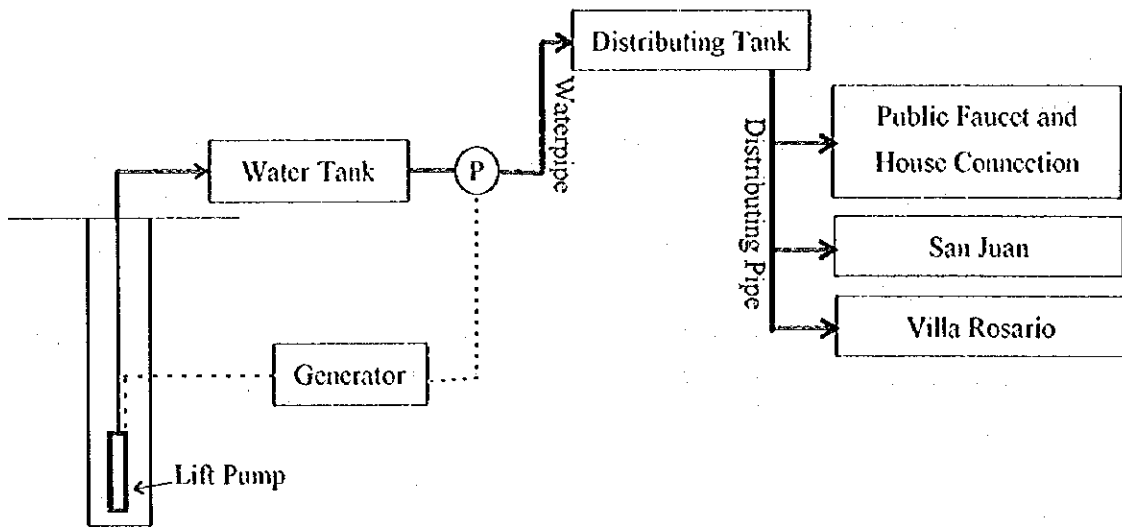 Distributing Tank
Waterpipe
Public Faucet and
House Connection
Water Tank
P
Distributing Pipe
San Juan
Villa Rosario
Generator
Lift Pump